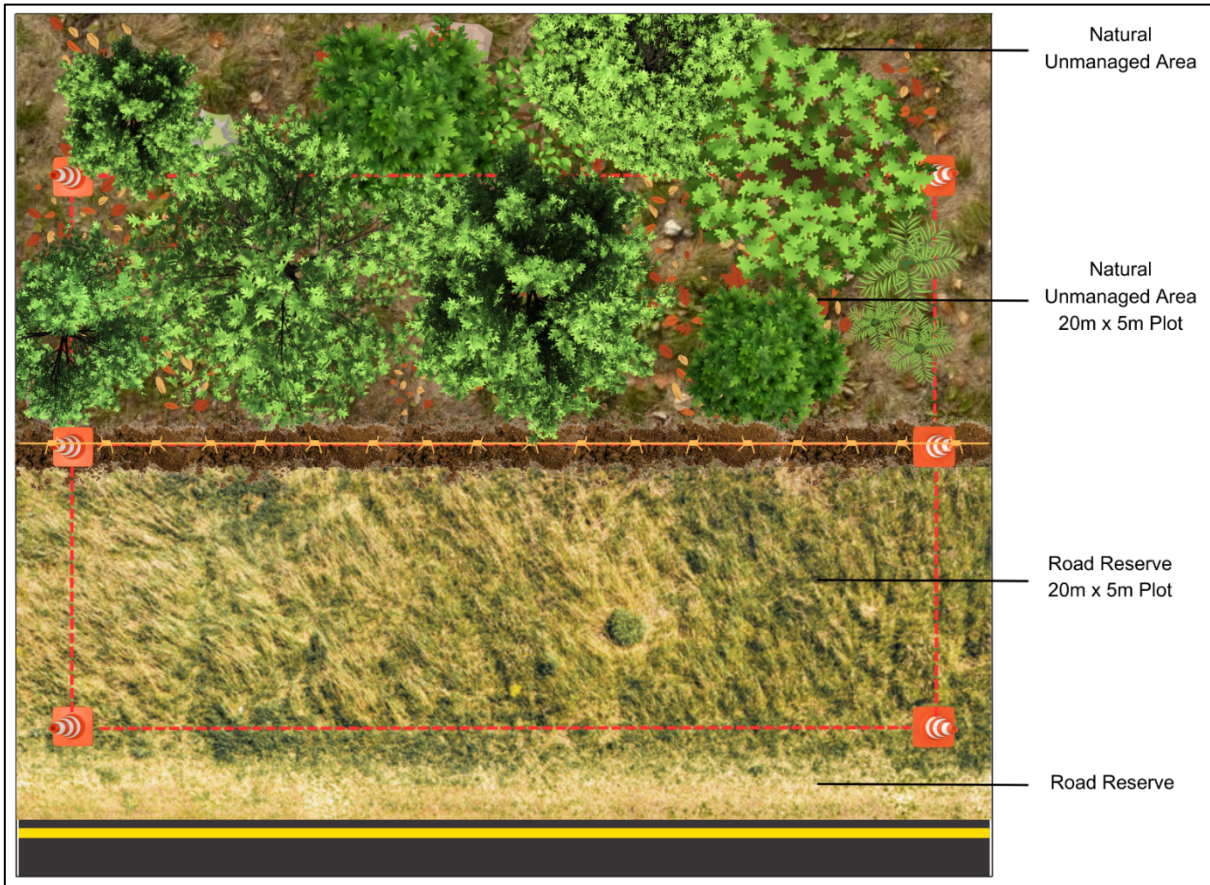 Natural
Unmanaged Area
Natural
Unmanaged Area
20m x 5m Plot
Road Reserve
20m x 5m Plot
Road Reserve